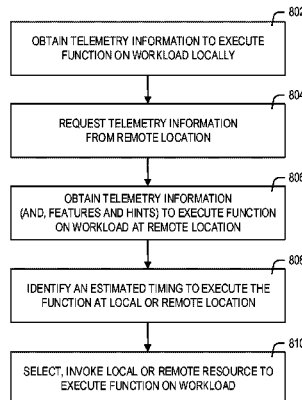 802
OBTAIN TELEMETRY INFORMATION TO EXECUTE
FUNCTION ON WORKLOAD LOCALLY
804
REQUEST TELEMETRY INFORMATION
FROM REMOTE LOCATION
806
OBTAIN TELEMETRY INFORMATION
(AND, FEATURES AND HINTS) TO EXECUTE FUNCTION
ON WORKLOAD AT REMOTE LOCATION
808
IDENTIFY AN ESTIMATED TIMING TO EXECUTE THE
FUNCTION AT LOCAL OR REMOTE LOCATION
810
SELECT, INVOKE LOCAL OR REMOTE RESOURCE TO
EXECUTE FUNCTION ON WORKLOAD